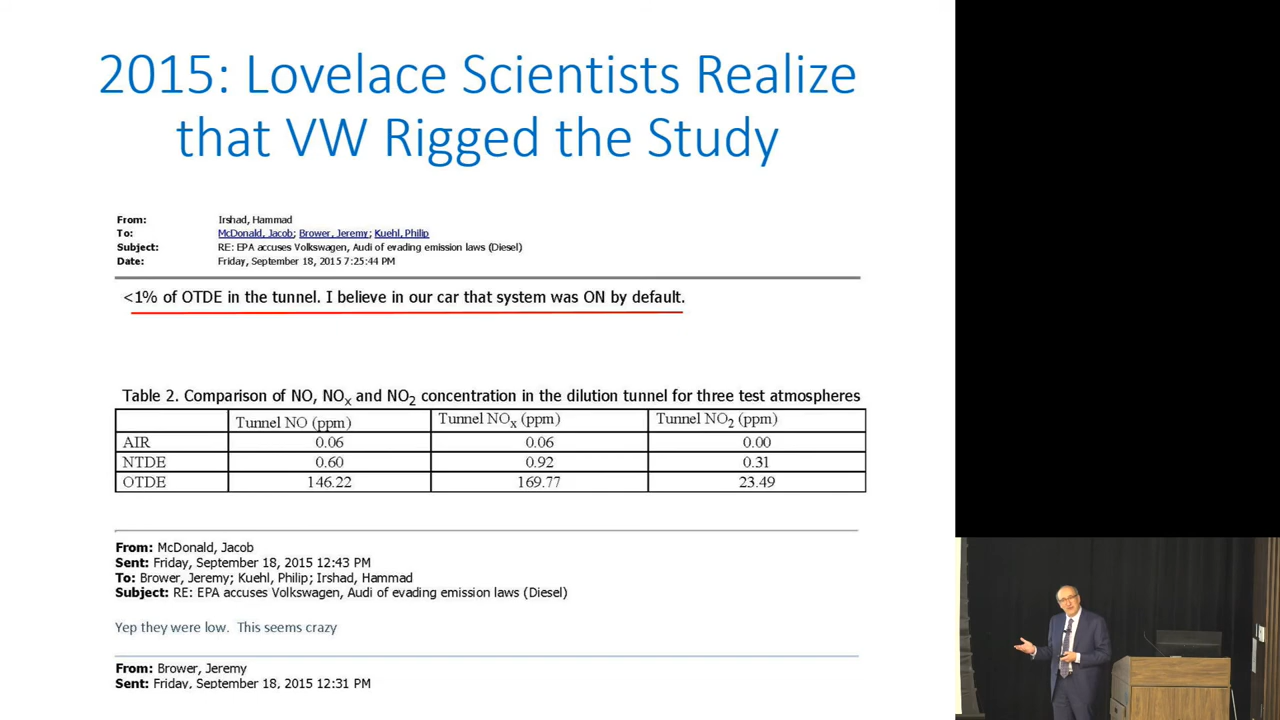 2015: Lovelace Scientists Realize
that VW Rigged the Study
From: Irshad, Hammad
To: McDonald, Jacob; Brower, Jeremy; Kuehl, Philip
Subject: RE: EPA accuses Volkswagen, Audi of evading emission laws (Diesel)
Date: Friday, September 18, 2015 7:25:44 PM
<1% of OTDE in the tunnel. I believe in our car that system was ON by default.
Table 2. Comparison of NO, NOx and NO2 concentration in the dilution tunnel for three test atmospheres
Tunnel NO (ppm) Tunnel NOx (ppm) Tunnel NO2 (ppm)
AIR 0.06 0.06 0.00
NTDE 0.60 0.92 0.31
OTDE 146.22 169.77 23.49
From: McDonald, Jacob
Sent: Friday, September 18, 2015 12:43 PM
To: Brower, Jeremy; Kuehl, Philip; Irshad, Hammad
Subject: RE: EPA accuses Volkswagen, Audi of evading emission laws (Diesel)
Yep they were low. This seems crazy
From: Brower, Jeremy
Sent: Friday, September 18, 2015 12:31 PM